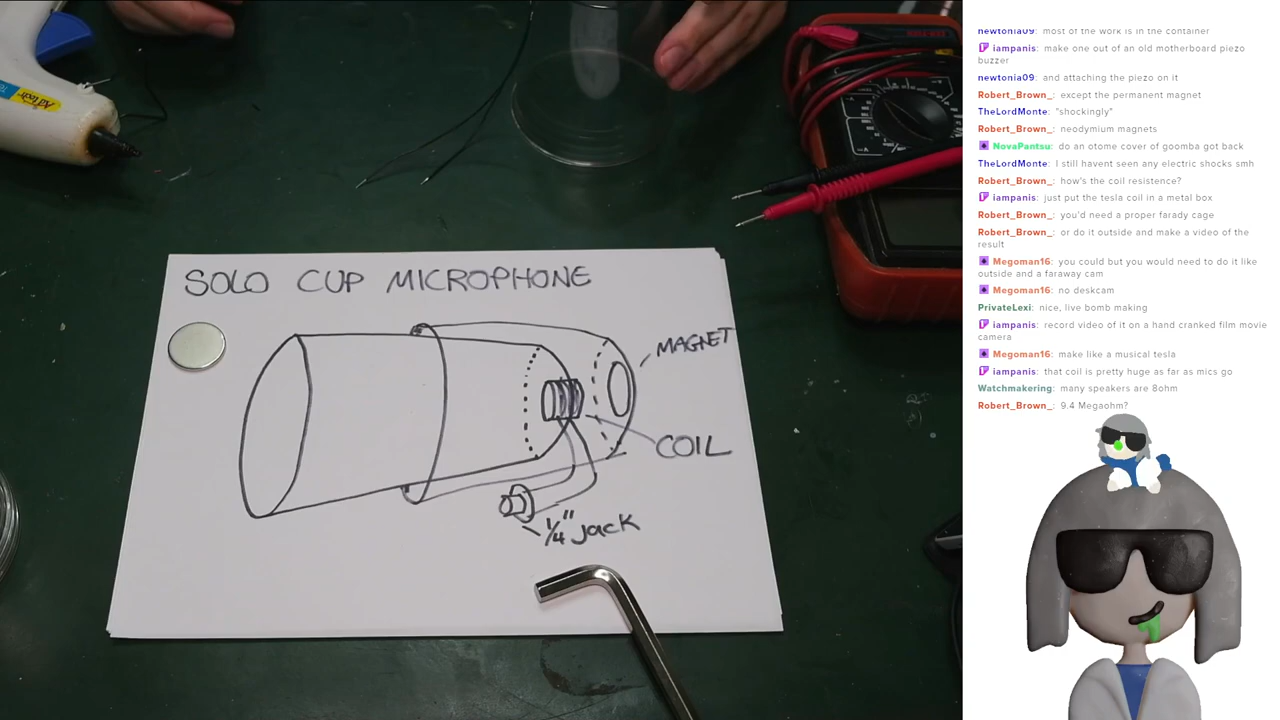 SOLO CUP MICROPHONE
MAGNET
COIL
1/4" jack
newtonia09: most of the work is in the container
iampanis: make one out of an old motherboard piezo
buzzer
newtonia09: and attaching the piezo on it
Robert_Brown_: except the permanent magnet
TheLordMonte: "shockingly"
Robert_Brown_: neodymium magnets
NovaPantsu: do an otome cover of goomba got back
TheLordMonte: I still havent seen any electric shocks smh
Robert_Brown_: how's the coil resistence?
iampanis: just put the tesla coil in a metal box
Robert_Brown_: you'd need a proper farady cage
Robert_Brown_: or do it outside and make a video of the
result
Megoman16: you could but you would need to do it like
outside and a faraway cam
Megoman16: no deskcam
PrivateLexi: nice, live bomb making
iampanis: record video of it on a hand cranked film movie
camera
Megoman16: make like a musical tesla
iampanis: that coil is pretty huge as far as mics go
Watchmakering: many speakers are 8ohm
Robert_Brown_: 9.4 Megaohm?